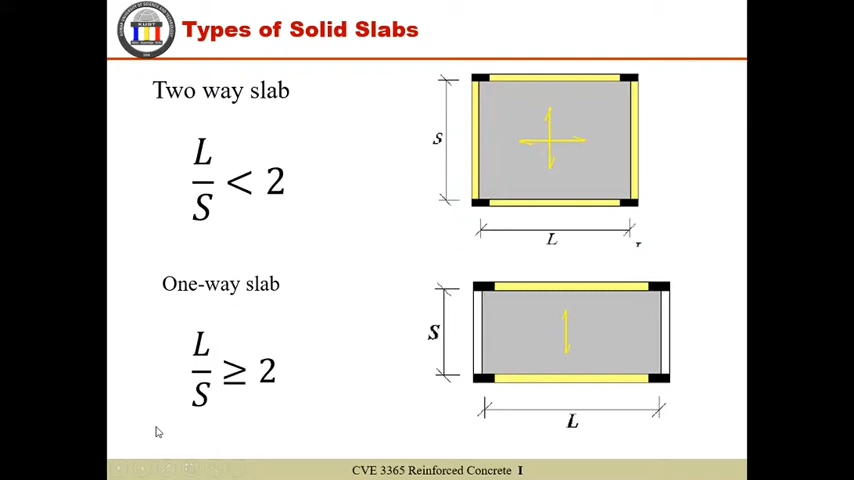 Types of Solid Slabs
Two way slab
L/S < 2
S
L
One-way slab
L/S ≥ 2
S
L
CVE 3365 Reinforced Concrete I